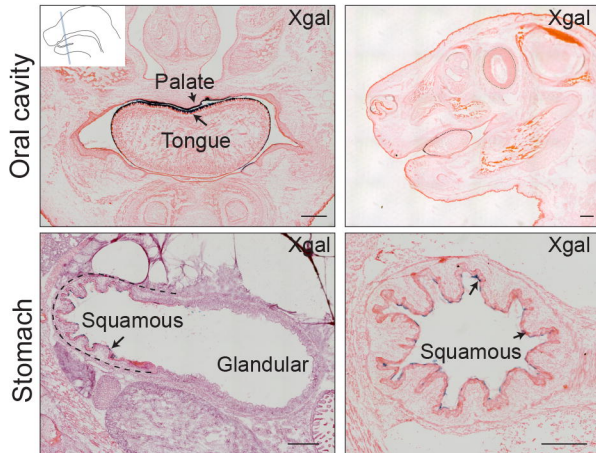 Oral cavity
Xgal
Palate
Tongue
Xgal
Stomach
Xgal
Squamous
Glandular
Xgal
Squamous